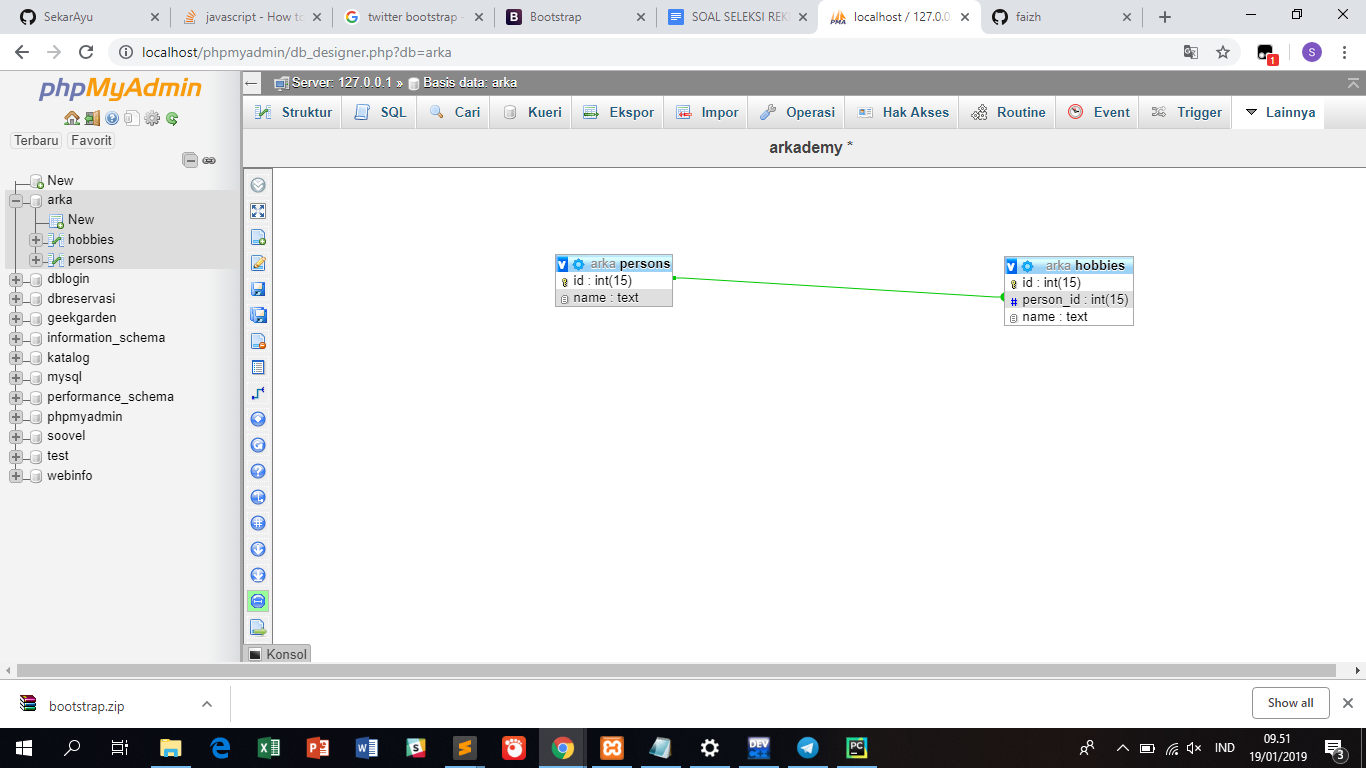 SekarAyu
javascript - How to
twitter bootstrap -
Bootstrap
SOAL SELEKSI REK
localhost / 127.0.0
faizh
localhost/phpmyadmin/db_designer.php?db=arka
1
S
phpMyAdmin
Terbaru
Favorit
New
arka
New
hobbies
persons
dblogin
dbreservasi
geekgarden
information_schema
katalog
mysql
performance_schema
phpmyadmin
soovel
test
webinfo
Server: 127.0.0.1 » Basis data: arka
Struktur
SQL
Cari
Kueri
Ekspor
Impor
Operasi
Hak Akses
Routine
Event
Trigger
Lainnya
arkademy *
arka persons
id : int(15)
name : text
arka hobbies
id : int(15)
person_id : int(15)
name : text
Konsol
bootstrap.zip
Show all
IND
09.51
19/01/2019
3